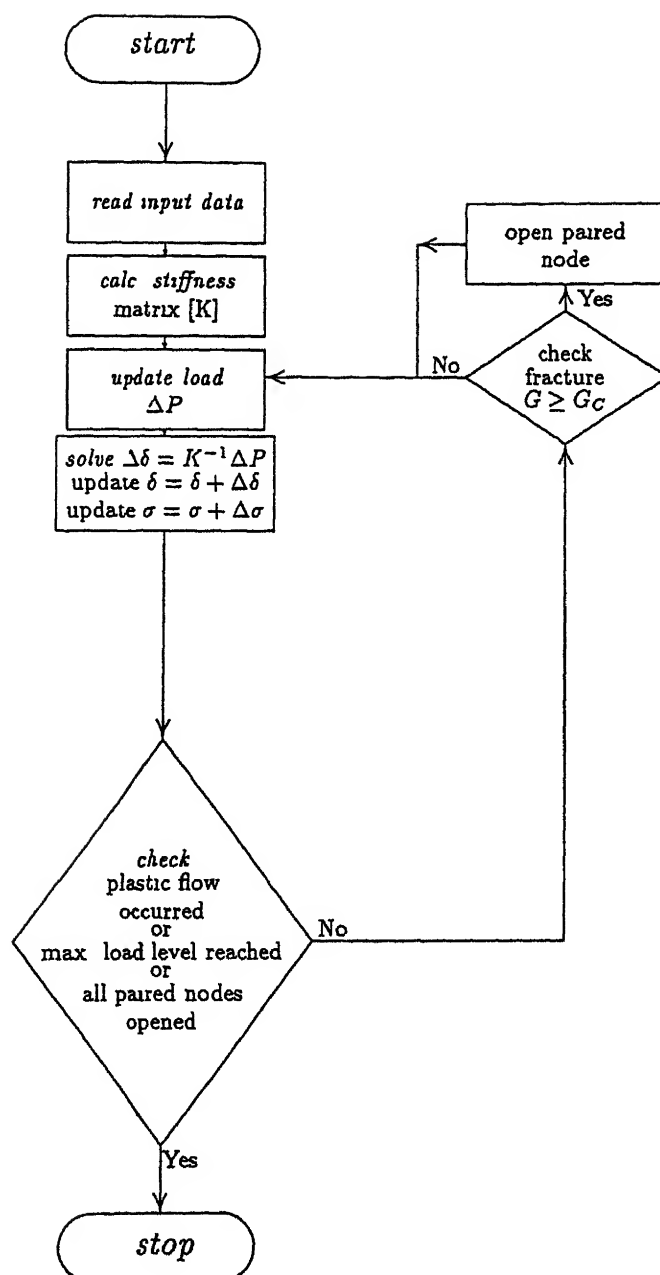 start
read input data
calc stiffness
matrix [K]
update load
ΔP
solve Δδ = K⁻¹ΔP
update δ = δ + Δδ
update σ = σ + Δσ
check
plastic flow
occurred
or
max load level reached
or
all paired nodes
opened
No
Yes
stop
check
fracture
G ≥ G_C
No
Yes
open paired
node